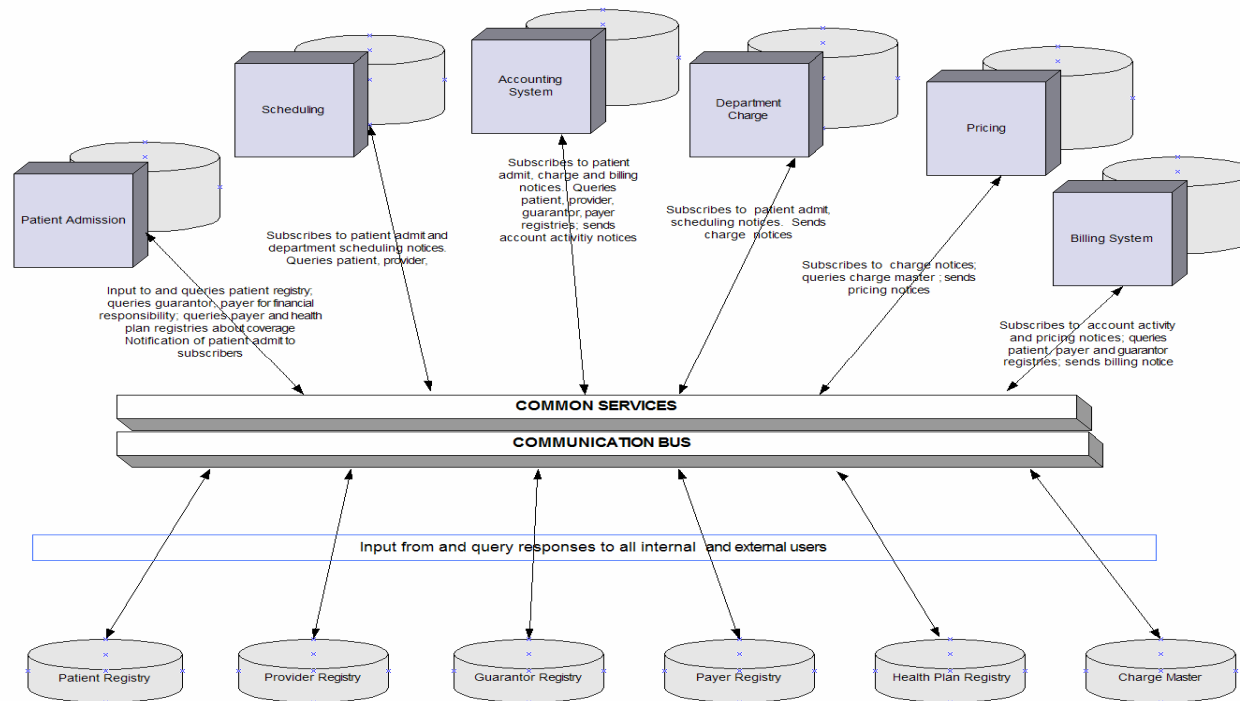 Patient Admission
Input to and queries patient registry;
queries guarantor, payer for financial
responsibility; queries payer and health
plan registries about coverage
Notification of patient admit to
subscribers
Scheduling
Subscribes to patient admit and
department scheduling notices.
Queries patient, provider,
Accounting
System
Subscribes to patient
admit, charge and billing
notices. Queries
patient, provider,
guarantor, payer
registries; sends
account activitiy notices
Department
Charge
Subscribes to patient admit,
scheduling notices. Sends
charge notices
Pricing
Subscribes to charge notices;
queries charge master ; sends
pricing notices
Billing System
Subscribes to account activity
and pricing notices; queries
patient, payer and guarantor
registries; sends billing notice
COMMON SERVICES
COMMUNICATION BUS
Input from and query responses to all internal and external users
Patient Registry
Provider Registry
Guarantor Registry
Payer Registry
Health Plan Registry
Charge Master